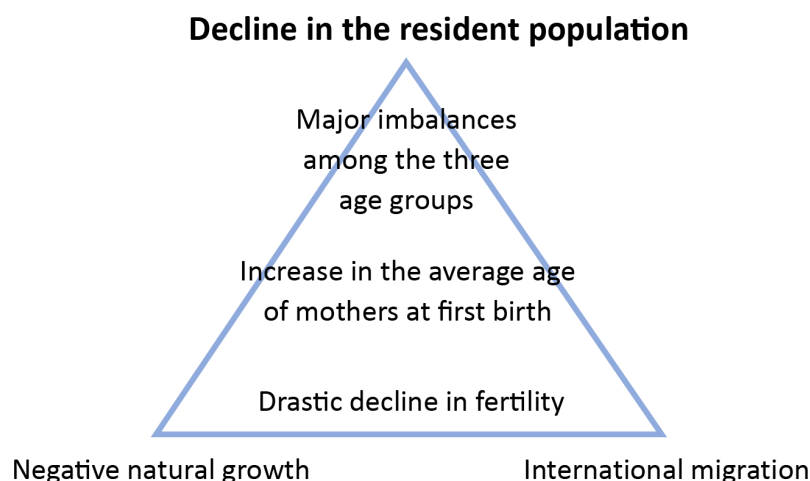 Decline in the resident population
Major imbalances
among the three
age groups
Increase in the average age
of mothers at first birth
Drastic decline in fertility
Negative natural growth
International migration